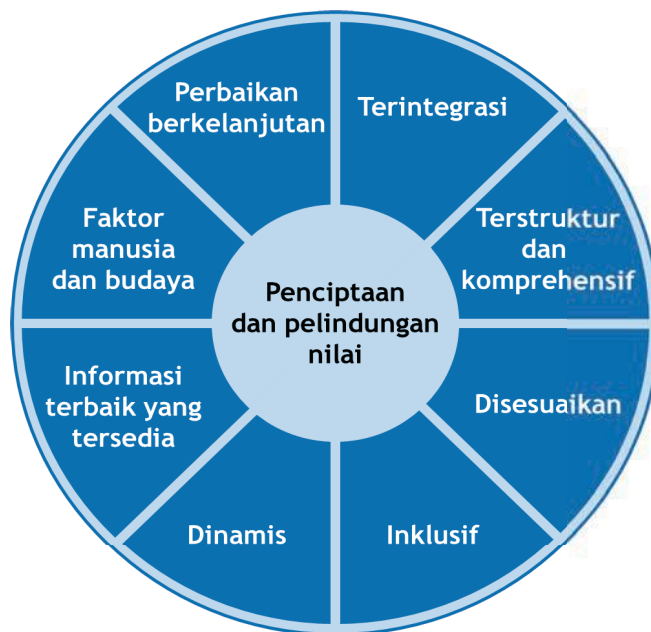 Perbaikan
berkelanjutan
Terintegrasi
Terstruktur
dan
komprehensif
Disesuaikan
Inklusif
Dinamis
Informasi
terbaik yang
tersedia
Faktor
manusia
dan budaya
Penciptaan
dan pelindungan
nilai